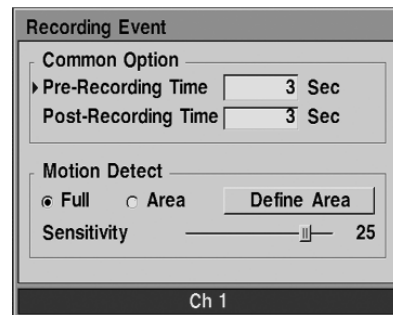 Recording Event
Common Option
Pre-Recording Time 3 Sec
Post-Recording Time 3 Sec
Motion Detect
Full Area Define Area
Sensitivity 25
Ch 1